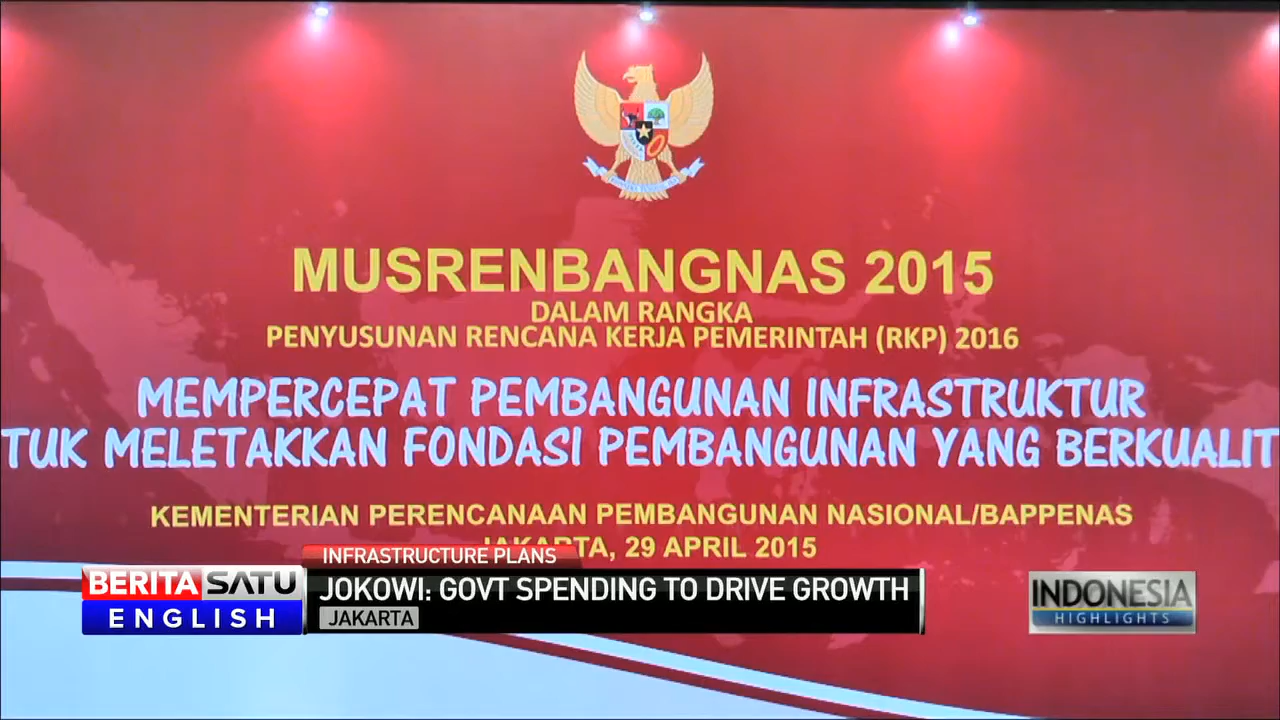 MUSRENBANGNAS 2015
DALAM RANGKA
PENYUSUNAN RENCANA KERJA PEMERINTAH (RKP) 2016
MEMPERCEPAT PEMBANGUNAN INFRASTRUKTUR
TUK MELETAKKAN FONDASI PEMBANGUNAN YANG BERKUALIT
KEMENTERIAN PERENCANAAN PEMBANGUNAN NASIONAL/BAPPENAS
JAKARTA, 29 APRIL 2015
INFRASTRUCTURE PLANS
BERITA SATU
ENGLISH
JOKOWI: GOVT SPENDING TO DRIVE GROWTH
JAKARTA
INDONESIA
HIGHLIGHTS